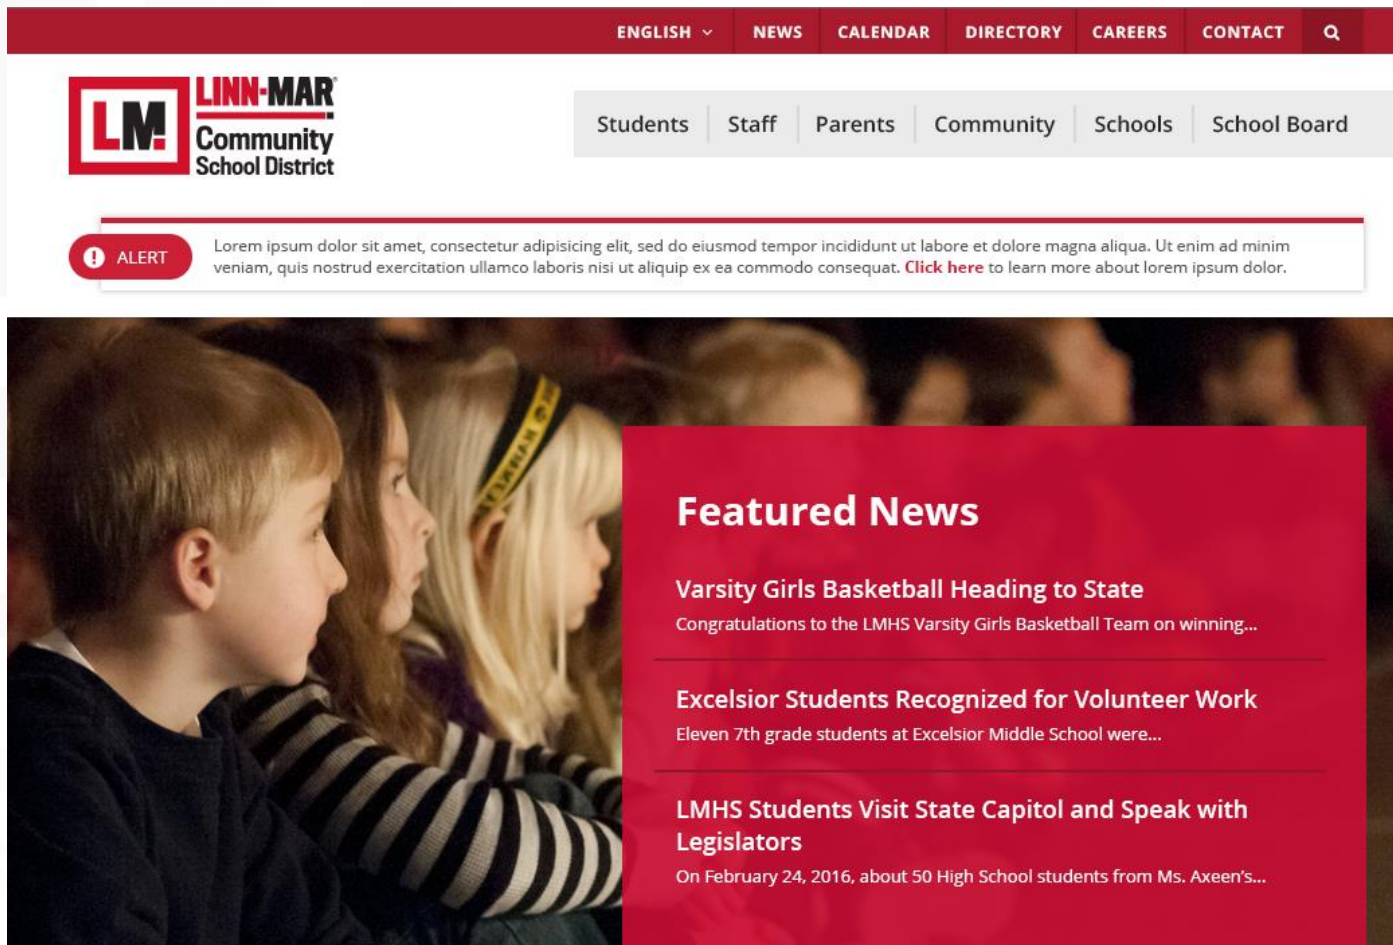 ENGLISH NEWS CALENDAR DIRECTORY CAREERS CONTACT
LM
LINN-MAR®
Community
School District
Students Staff Parents Community Schools School Board
ALERT
Lorem ipsum dolor sit amet, consectetur adipisicing elit, sed do eiusmod tempor incididunt ut labore et dolore magna aliqua. Ut enim ad minim
veniam, quis nostrud exercitation ullamco laboris nisi ut aliquip ex ea commodo consequat. Click here to learn more about lorem ipsum dolor.
Featured News
Varsity Girls Basketball Heading to State
Congratulations to the LMHS Varsity Girls Basketball Team on winning...
Excelsior Students Recognized for Volunteer Work
Eleven 7th grade students at Excelsior Middle School were...
LMHS Students Visit State Capitol and Speak with
Legislators
On February 24, 2016, about 50 High School students from Ms. Axeen's...